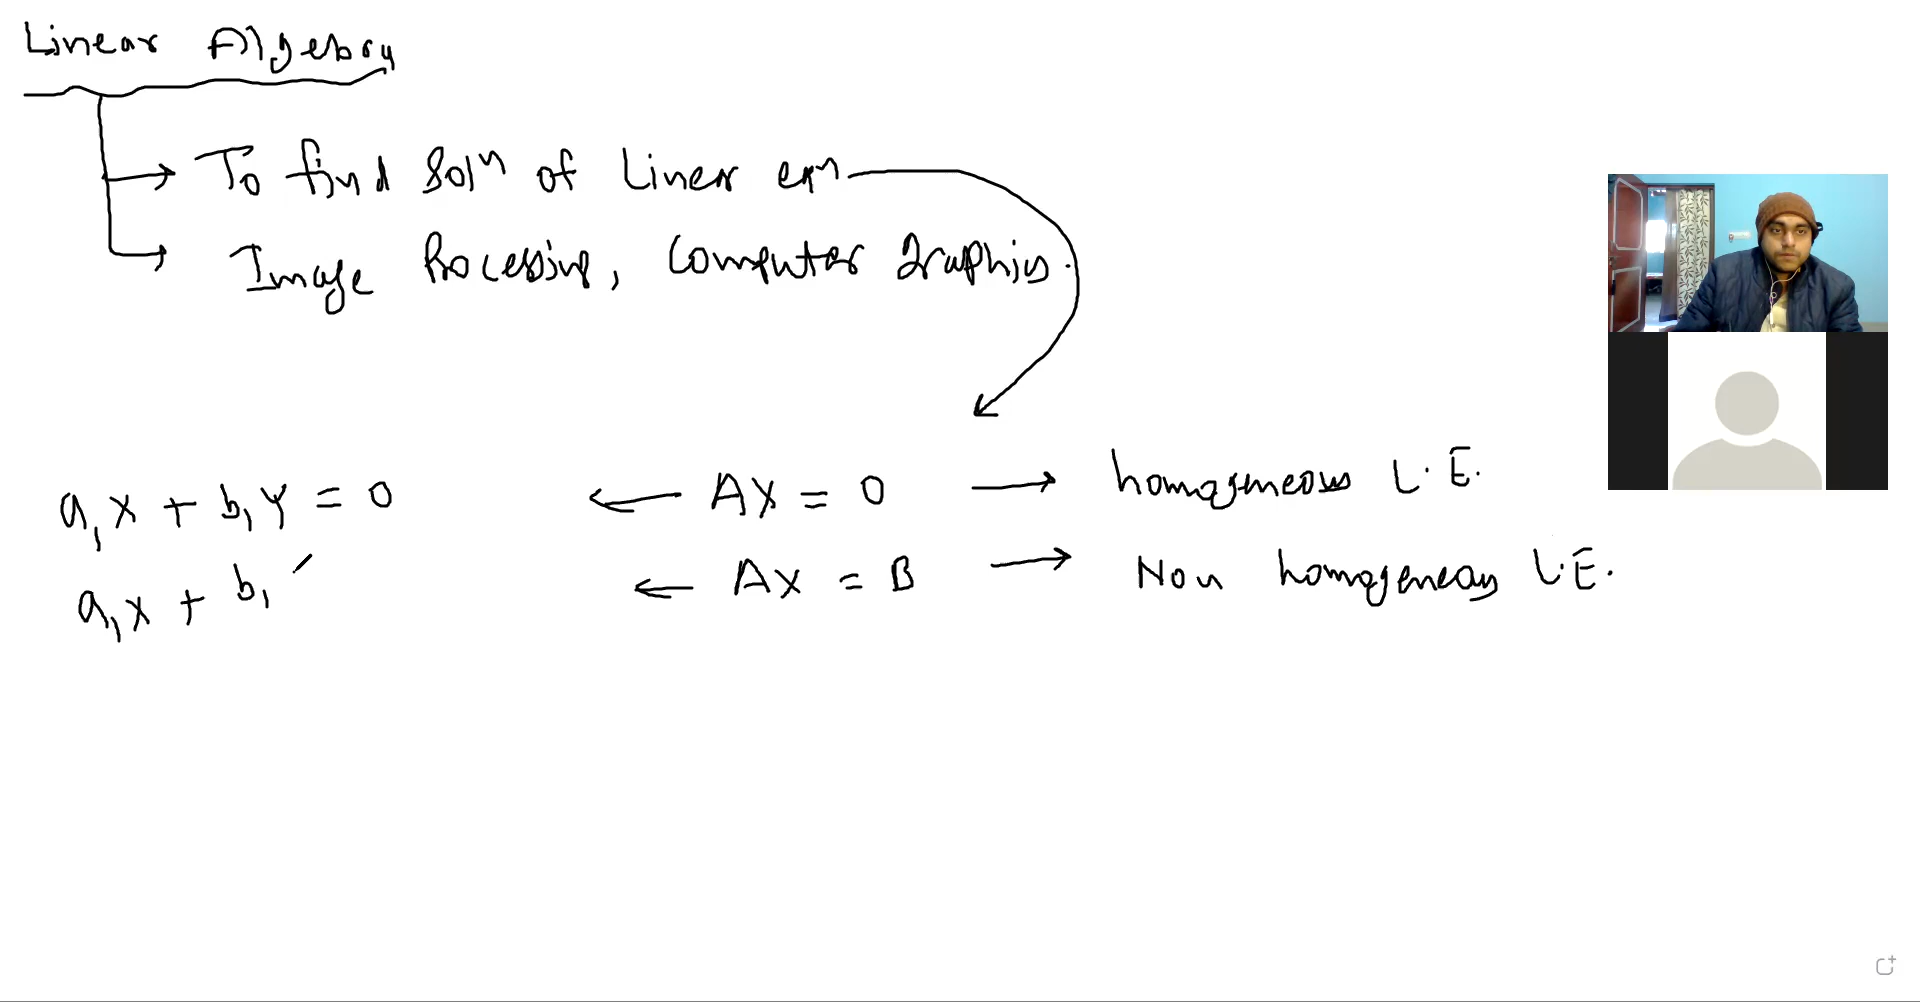 Linear Algebra
To find Solⁿ of Linear eqⁿ
Image Processing, Computer Graphics.
a₁x + b₁y = 0 ← AX = 0 → homogeneous L.E.
a₁x + b₁ ← AX = B → Non homogeneous L.E.